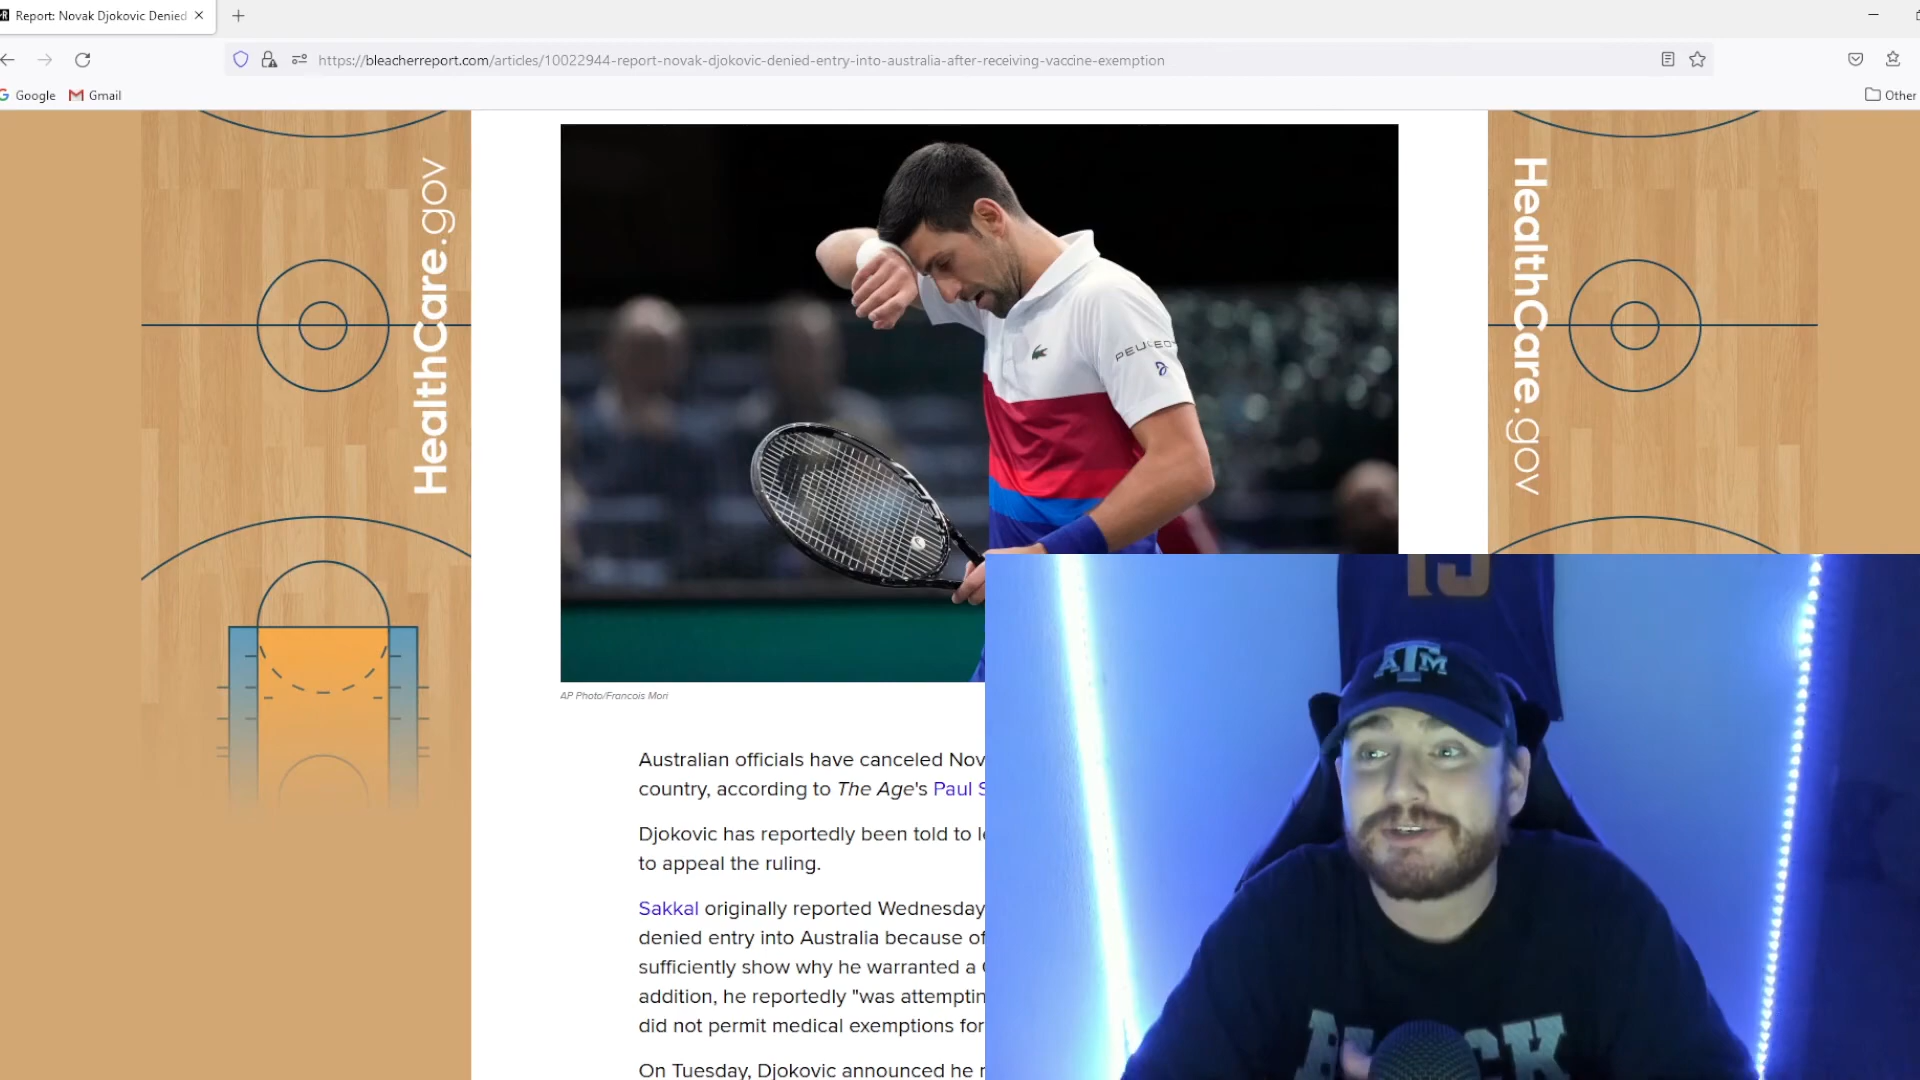 Report: Novak Djokovic Denied
https://bleacherreport.com/articles/10022944-report-novak-djokovic-denied-entry-into-australia-after-receiving-vaccine-exemption
Google
Gmail
Other
HealthCare.gov
HealthCare.gov
PEUGEO
15
ATM
AP Photo/Francois Mori
Australian officials have canceled Nov
country, according to The Age's Paul S
Djokovic has reportedly been told to le
to appeal the ruling.
Sakkal originally reported Wednesday
denied entry into Australia because of
sufficiently show why he warranted a
addition, he reportedly "was attemptin
did not permit medical exemptions for
On Tuesday, Djokovic announced he r